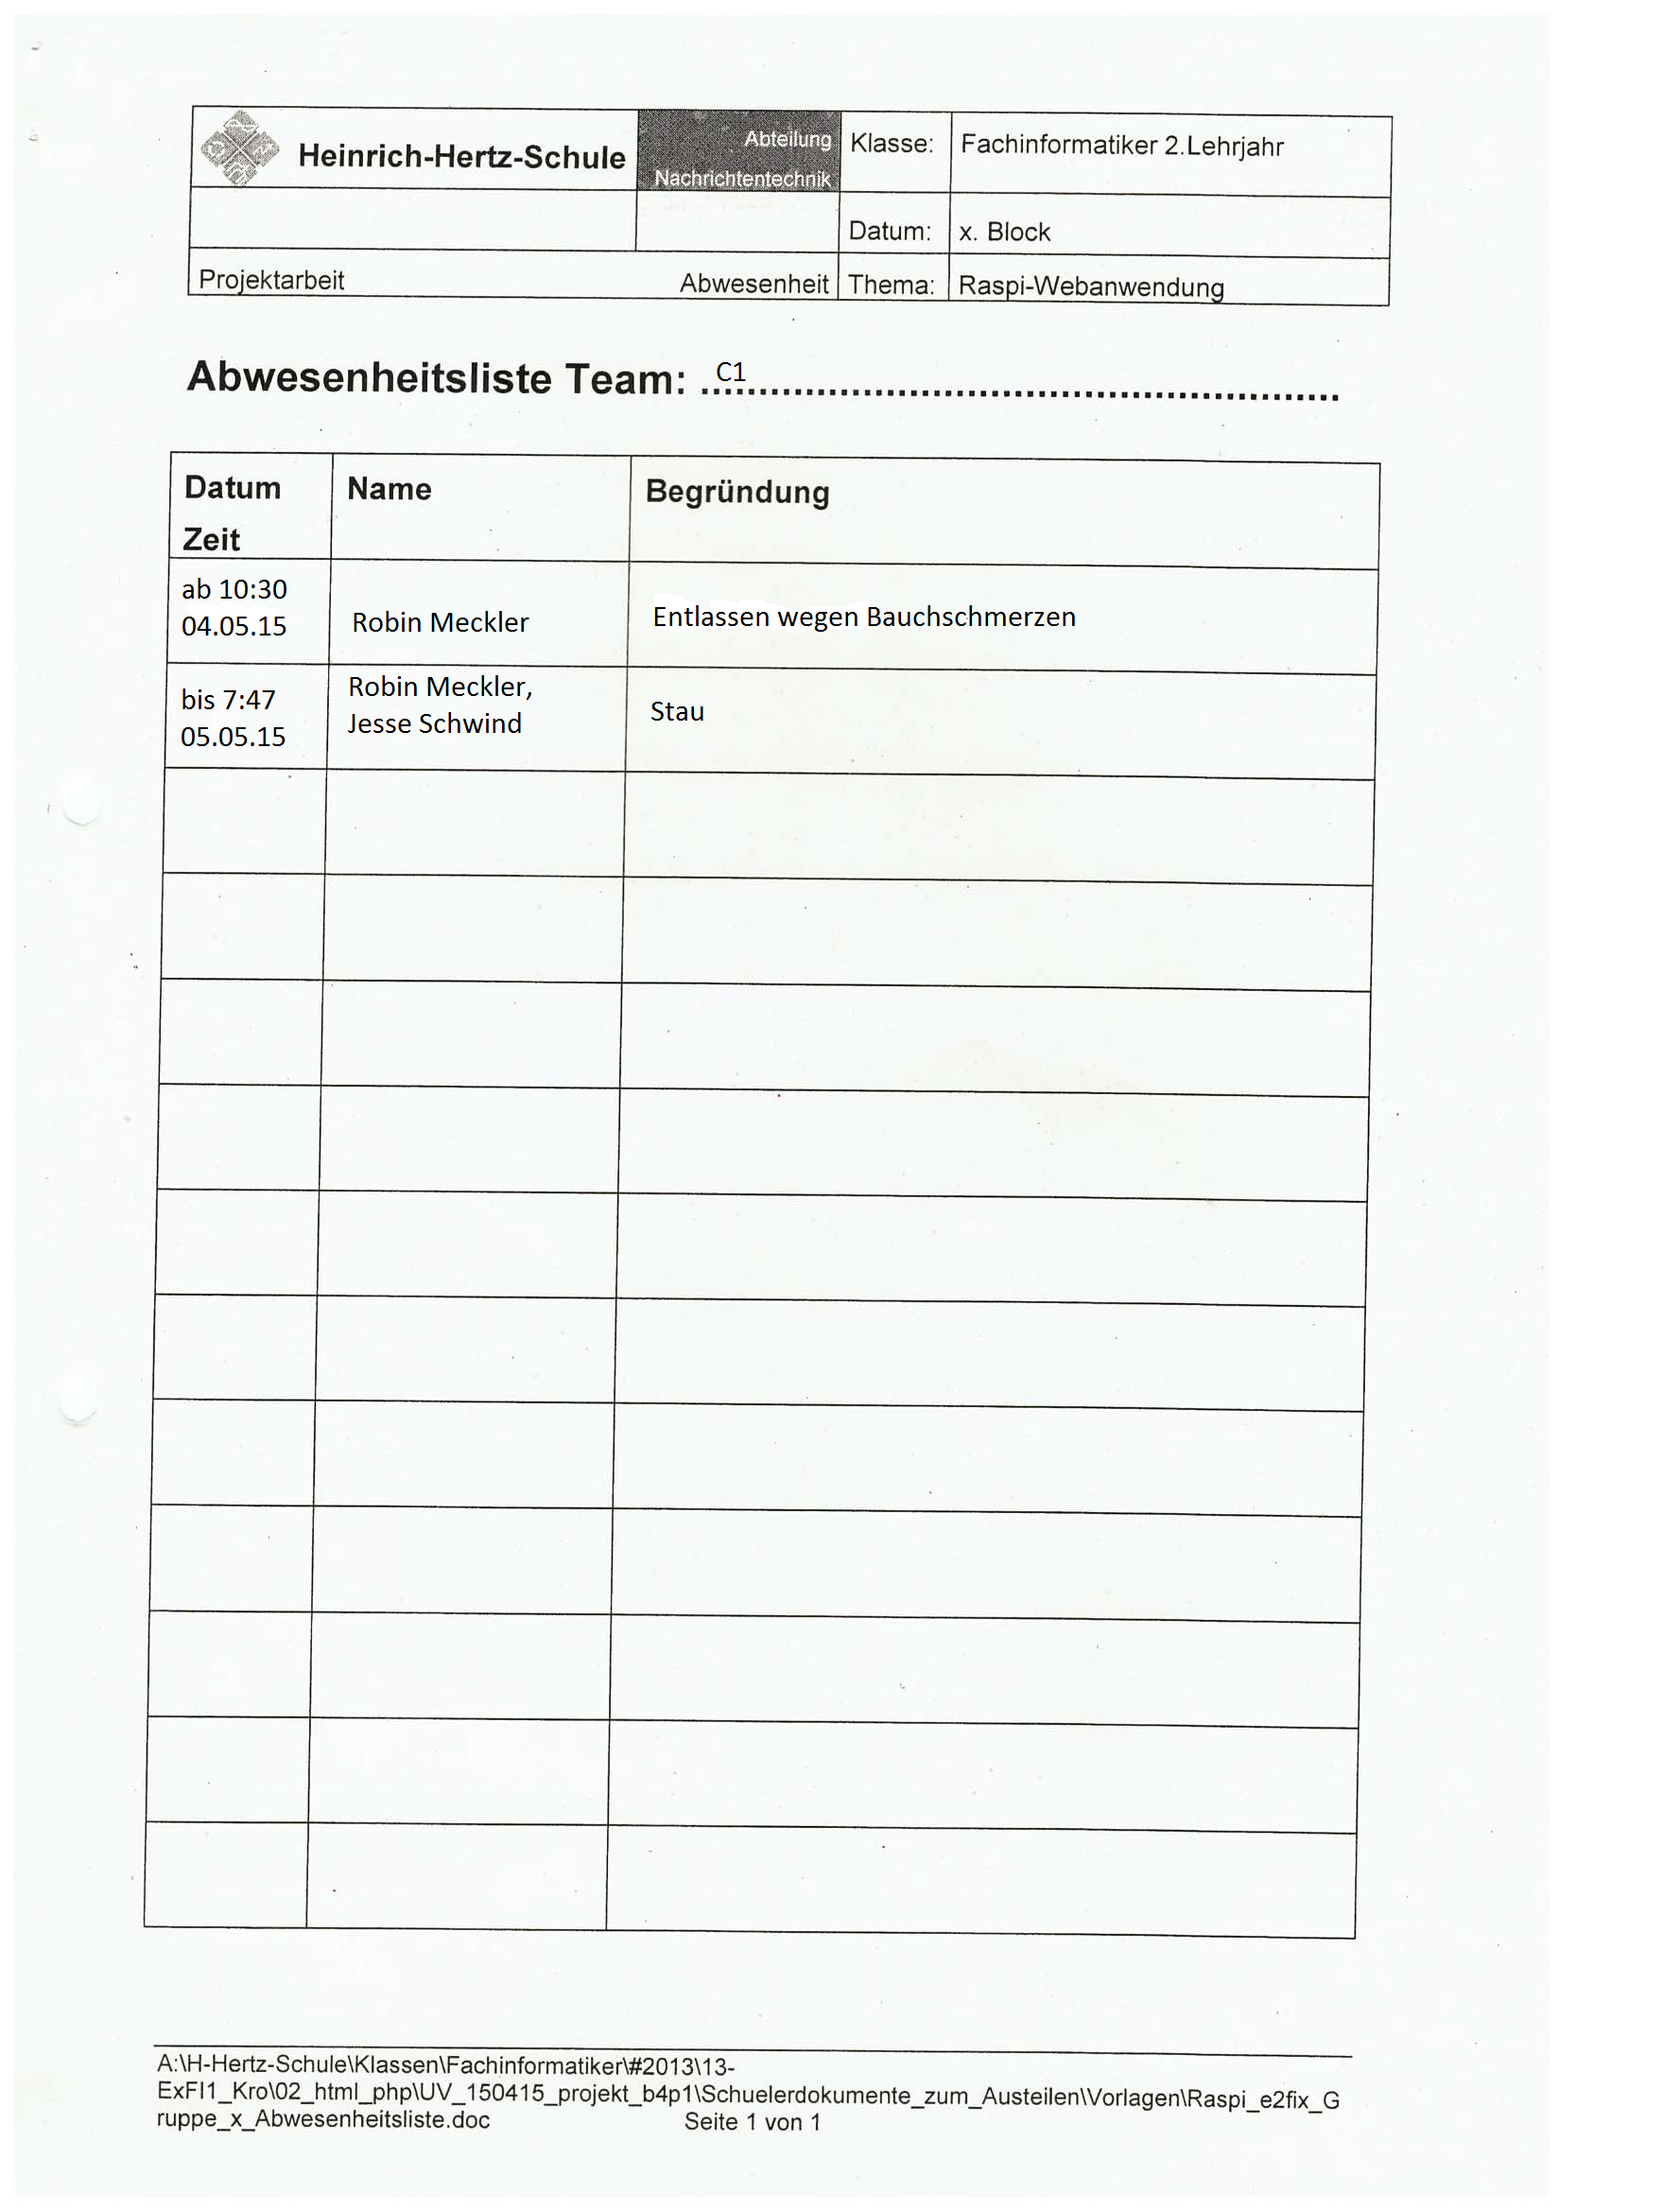 Heinrich-Hertz-Schule
Abteilung
Nachrichtentechnik
Klasse:
Fachinformatiker 2.Lehrjahr
Datum:
x. Block
Projektarbeit
Abwesenheit
Thema:
Raspi-Webanwendung
Abwesenheitsliste Team: C1
Datum
Zeit
Name
Begründung
ab 10:30
04.05.15
Robin Meckler
Entlassen wegen Bauchschmerzen
bis 7:47
05.05.15
Robin Meckler,
Jesse Schwind
Stau
A:\H-Hertz-Schule\Klassen\Fachinformatiker\#2013\13-
ExFI1_Kro\02_html_php\UV_150415_projekt_b4p1\Schuelerdokumente_zum_Austeilen\Vorlagen\Raspi_e2fix_G
ruppe_x_Abwesenheitsliste.doc Seite 1 von 1